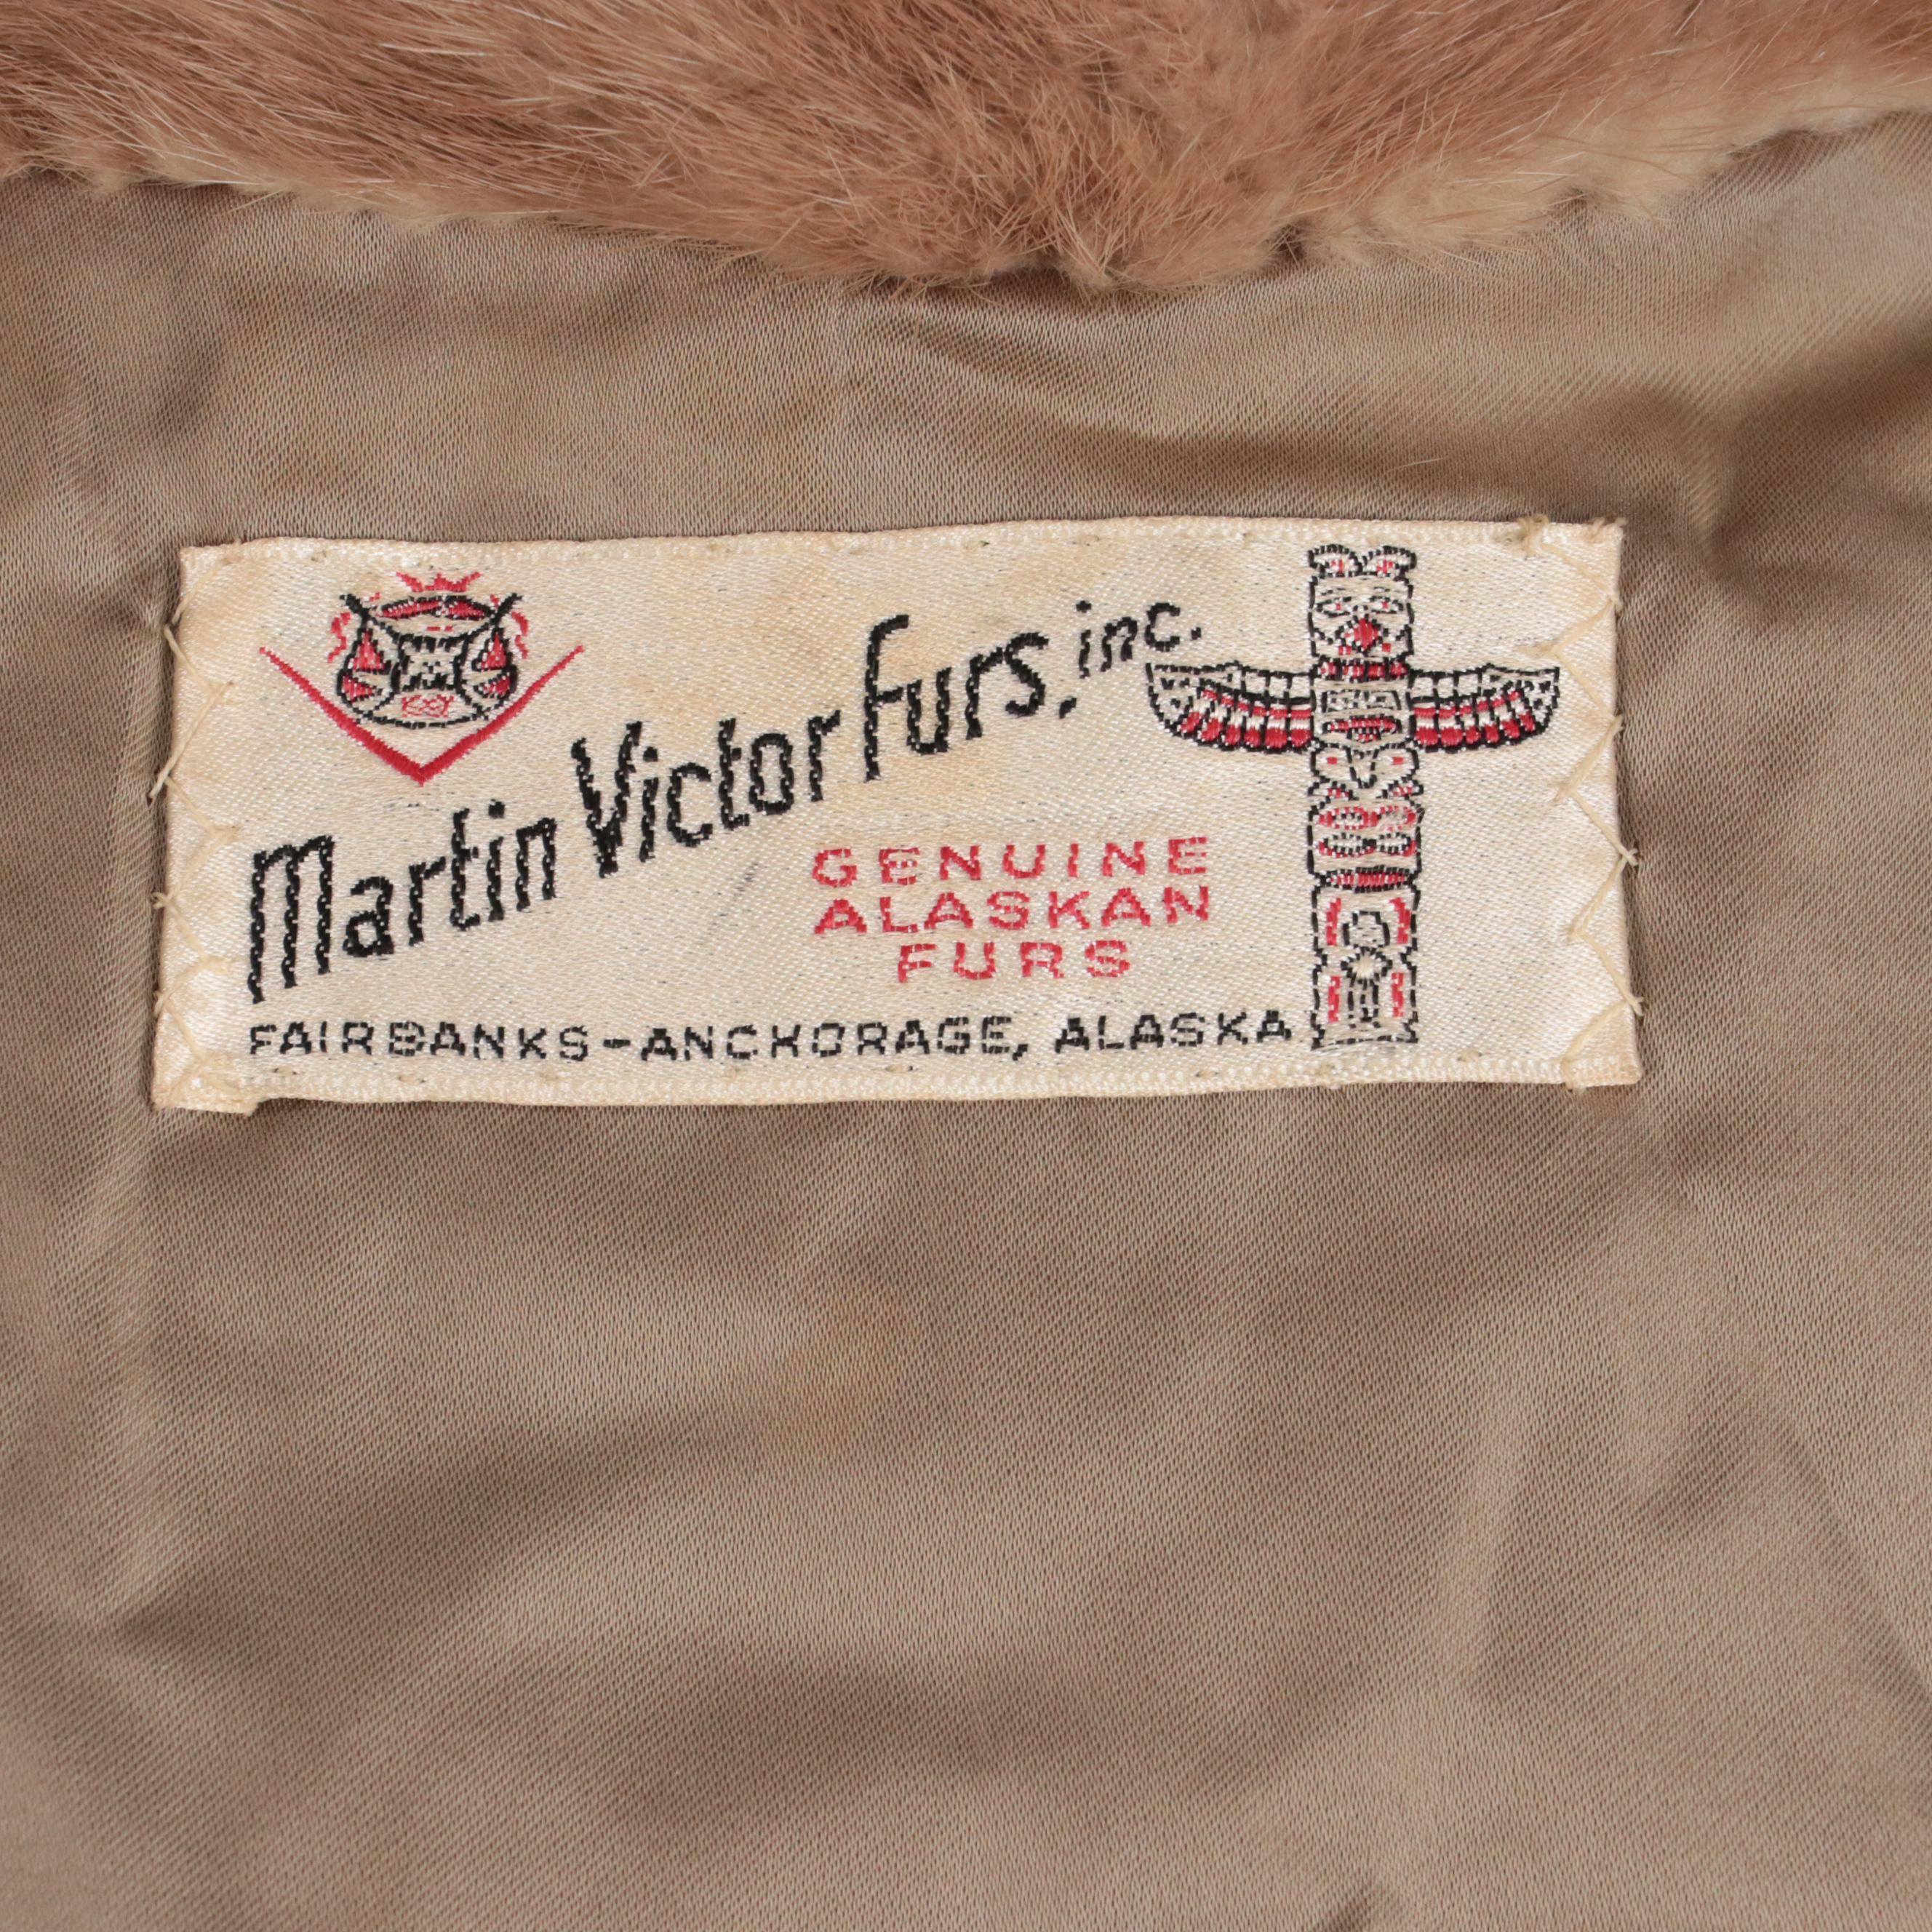 Martin Victor Furs, inc.
GENUINE
ALASKAN
FURS
FAIRBANKS-ANCHORAGE, ALASKA